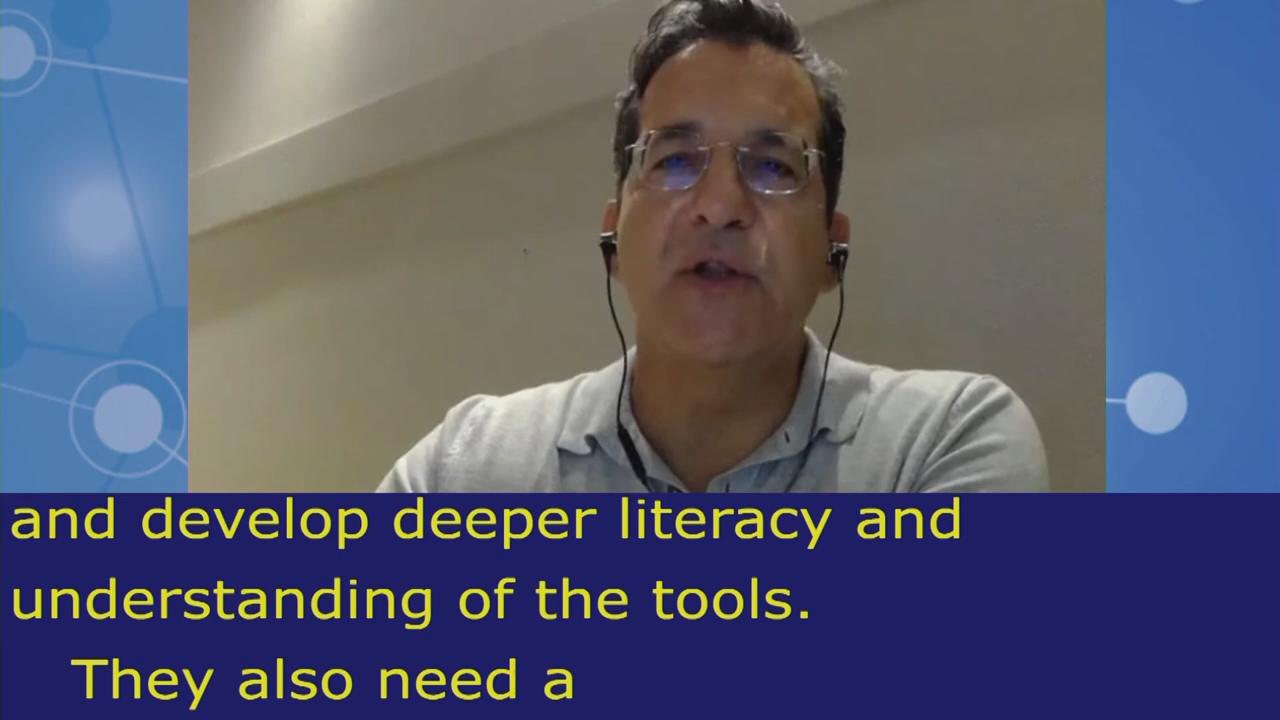 and develop deeper literacy and
understanding of the tools.
They also need a